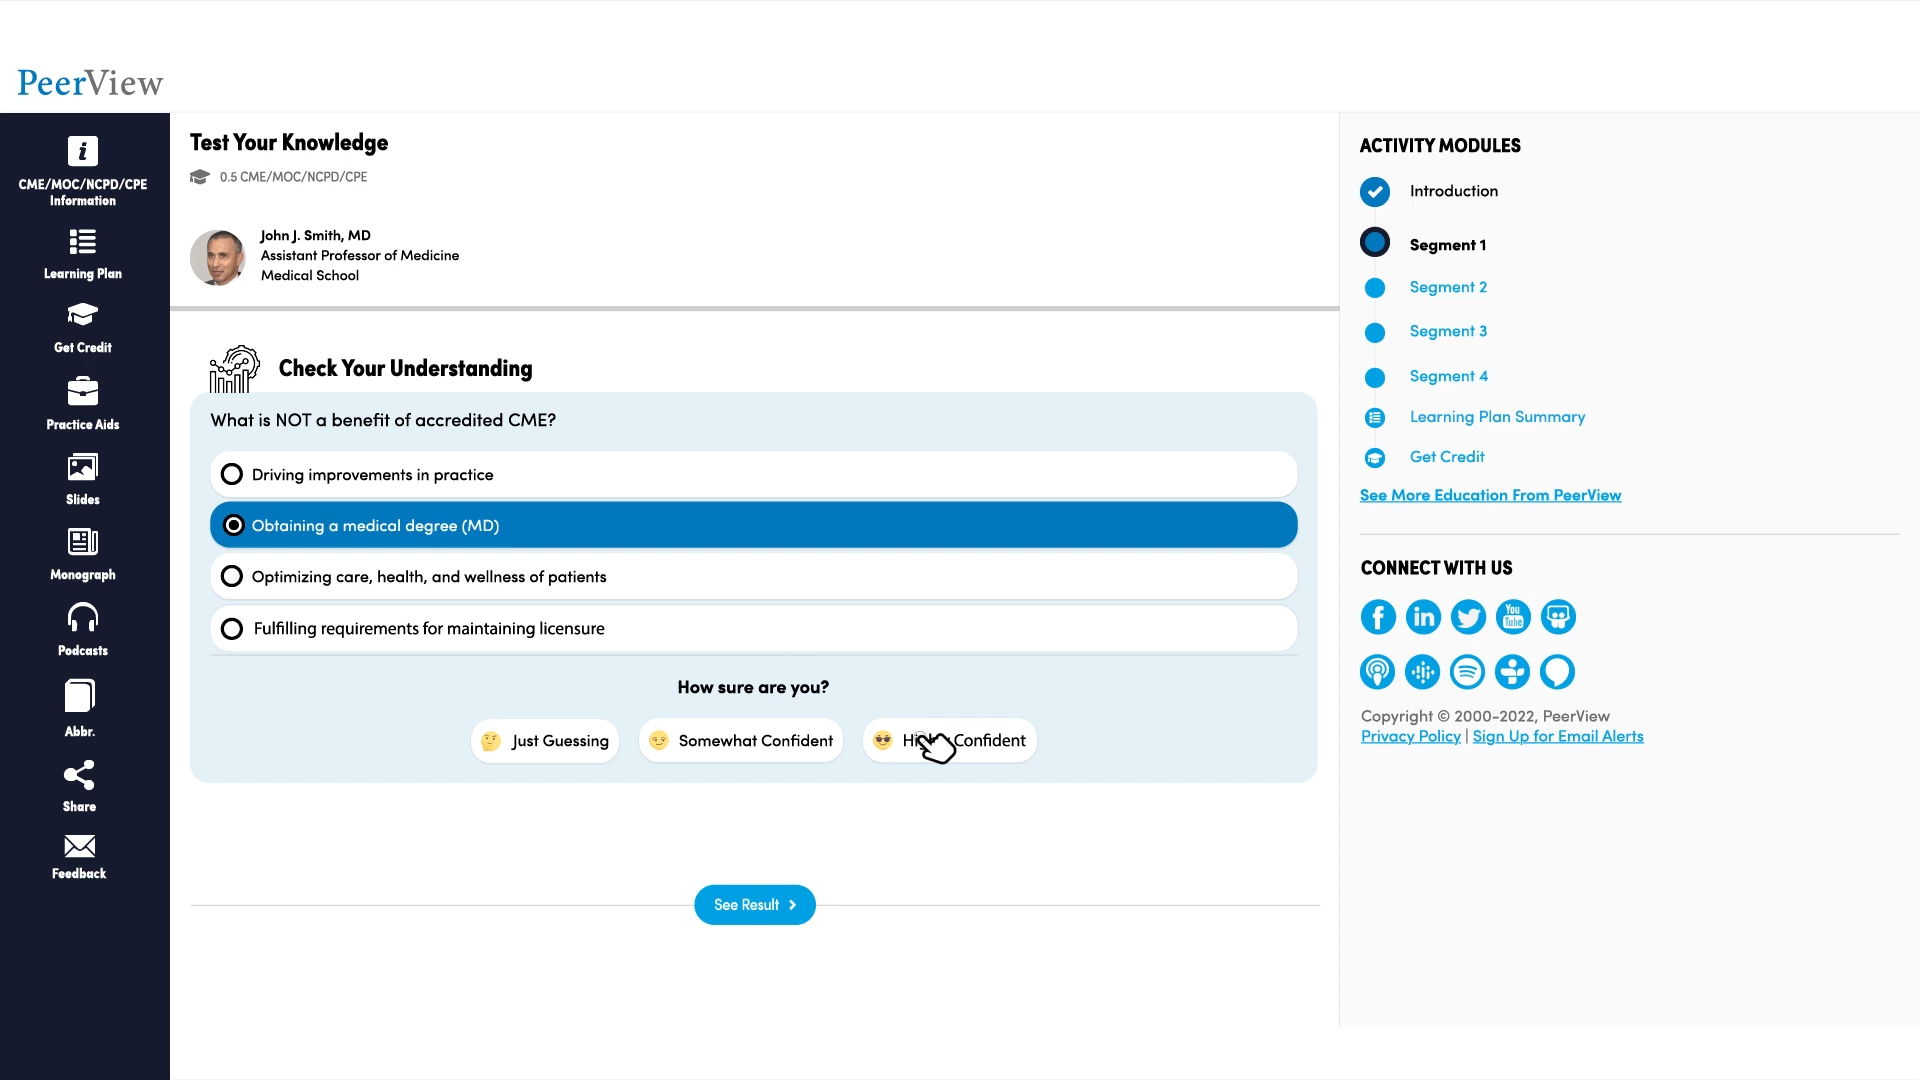 PeerView
CME/MOC/NCPD/CPE
Information
Learning Plan
Get Credit
Practice Aids
Slides
Monograph
Podcasts
Abbr.
Share
Feedback
Test Your Knowledge
0.5 CME/MOC/NCPD/CPE
John J. Smith, MD
Assistant Professor of Medicine
Medical School
Check Your Understanding
What is NOT a benefit of accredited CME?
Driving improvements in practice
Obtaining a medical degree (MD)
Optimizing care, health, and wellness of patients
Fulfilling requirements for maintaining licensure
How sure are you?
Just Guessing
Somewhat Confident
Confident
See Result
ACTIVITY MODULES
Introduction
Segment 1
Segment 2
Segment 3
Segment 4
Learning Plan Summary
Get Credit
See More Education From PeerView
CONNECT WITH US
You
Tube
Copyright © 2000-2022, PeerView
Privacy Policy | Sign Up for Email Alerts